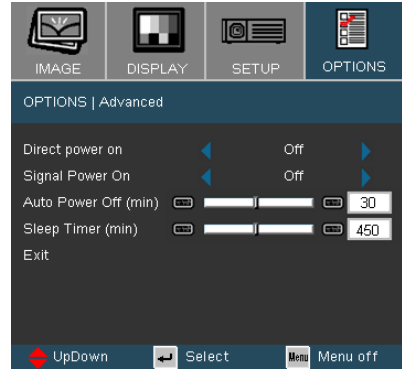 IMAGE DISPLAY SETUP OPTIONS
OPTIONS | Advanced
Direct power on Off
Signal Power On Off
Auto Power Off (min) 30
Sleep Timer (min) 450
Exit
UpDown Select Menu Menu off